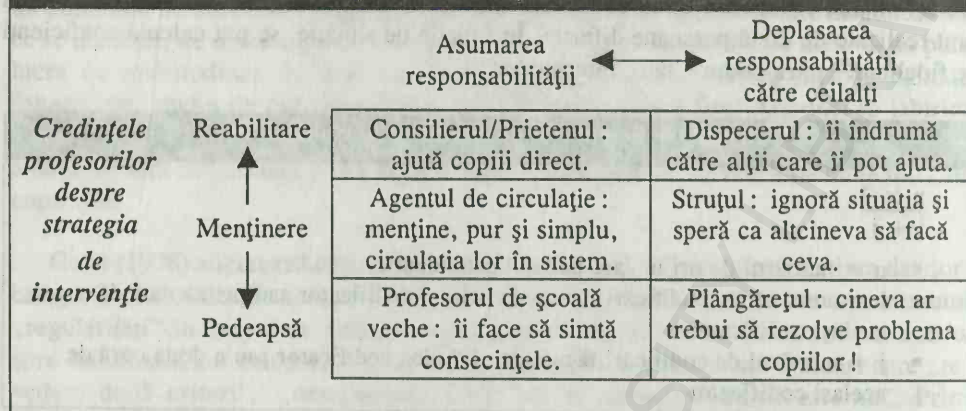 Asumarea
responsabilităţii
Deplasarea
responsabilităţii
către ceilalţi
Credinţele
profesorilor
despre
strategia
de
intervenţie
Reabilitare
Menţinere
Pedeapsă
Consilierul/Prietenul :
ajută copiii direct.
Dispecerul : îi îndrumă
către alţii care îi pot ajuta.
Agentul de circulaţie :
menţine, pur şi simplu,
circulaţia lor în sistem.
Struţul : ignoră situaţia şi
speră ca altcineva să facă
ceva.
Profesorul de şcoală
veche : îi face să simtă
consecinţele.
Plângăreţul : cineva ar
trebui să rezolve problema
copiilor !